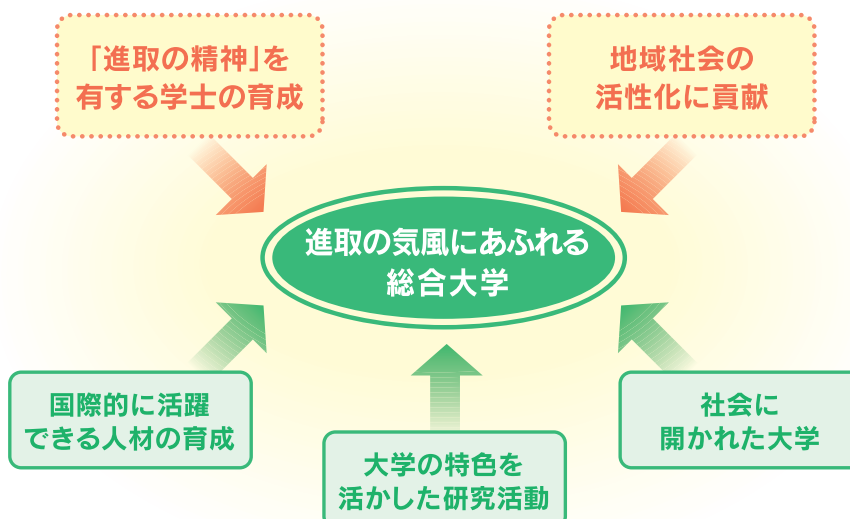 「進取の精神」を
有する学士の育成
地域社会の
活性化に貢献
進取の気風にあふれる
総合大学
国際的に活躍
できる人材の育成
大学の特色を
活かした研究活動
社会に
開かれた大学